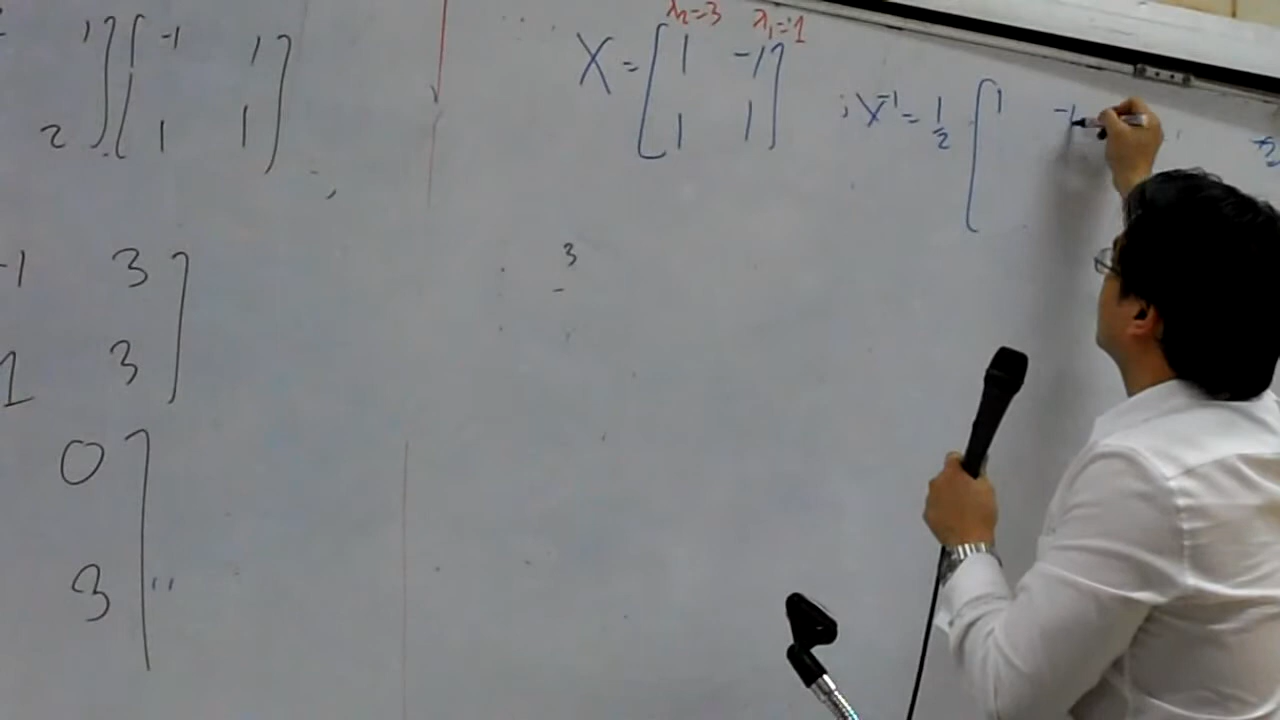 1] [-1 1]
2] [1 1]
-1 3]
1 3]
0]
3]
λ₂=3 λ₁=1
X = [1 -1]
[1 1]
; X⁻¹ = 1/2 [1 -1
3
-